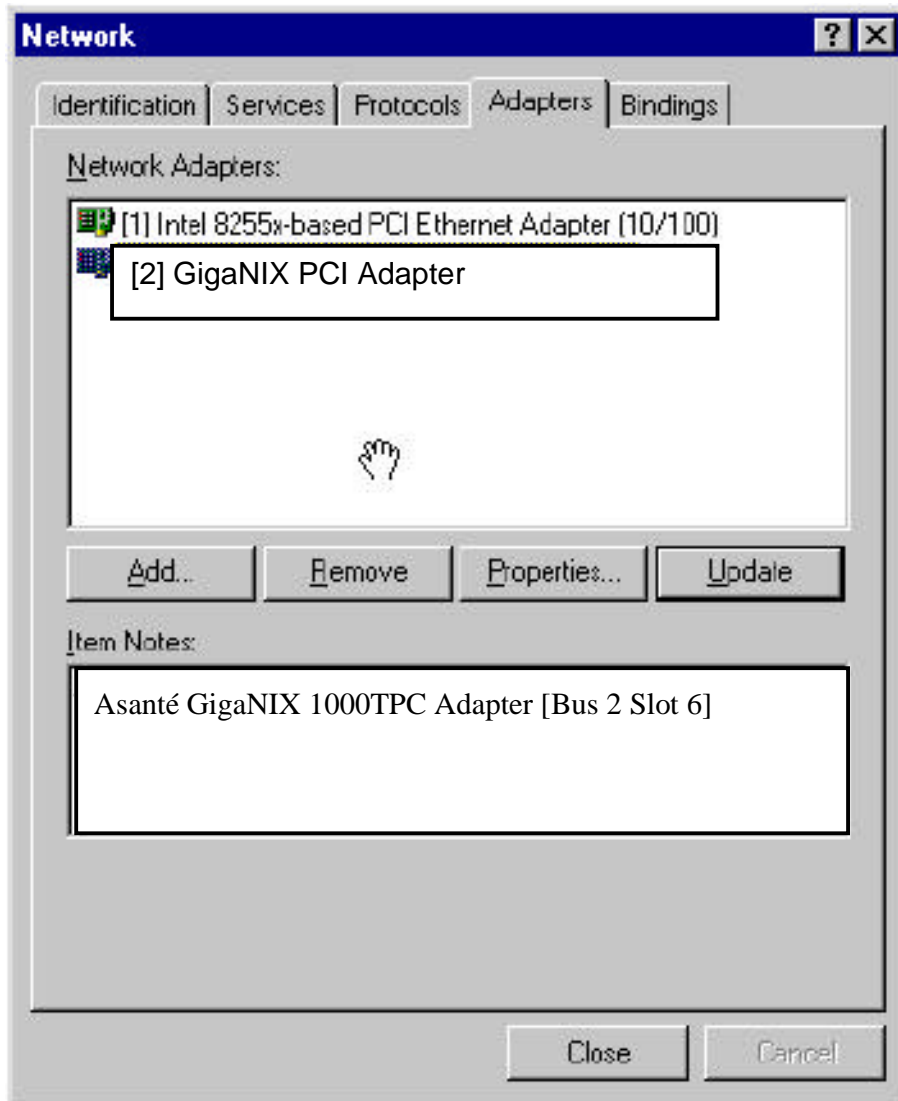 Network
Identification Services Protocols Adapters Bindings
Network Adapters:
[1] Intel 8255x-based PCI Ethernet Adapter (10/100)
[2] GigaNIX PCI Adapter
Add... Remove Properties... Update
Item Notes:
Asanté GigaNIX 1000TPC Adapter [Bus 2 Slot 6]
Close Cancel